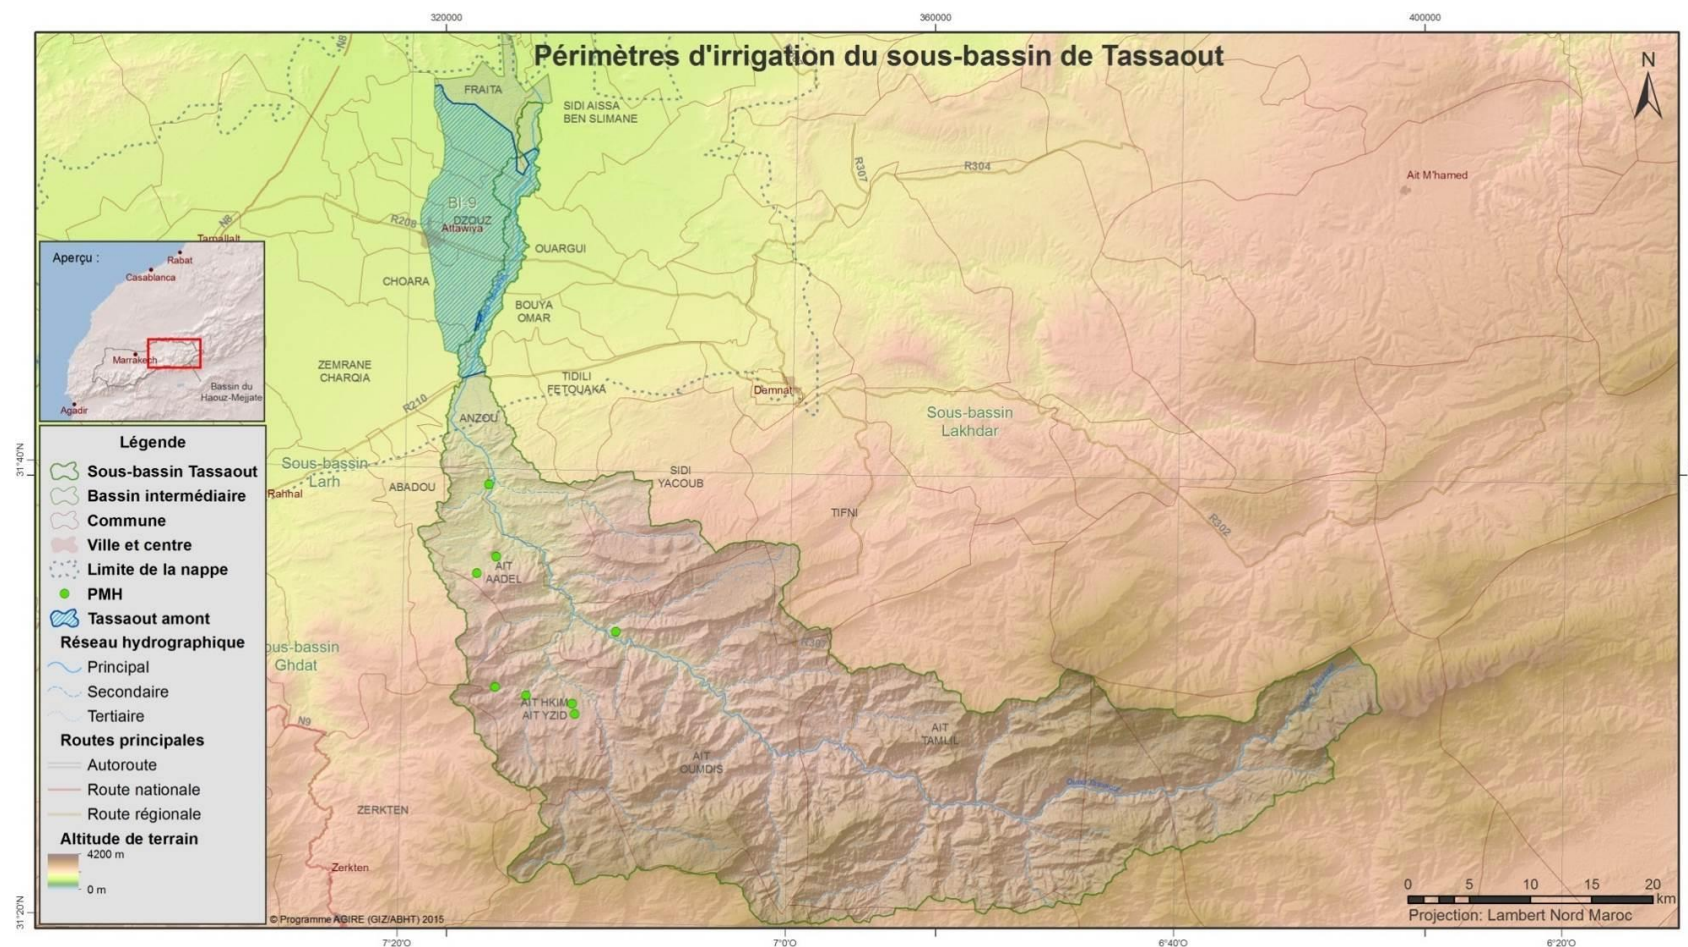 320000
360000
400000
Périmètres d'irrigation du sous-bassin de Tassaout
N
N8
FRAITA
SIDI AISSA
BEN SLIMANE
R307
R304
Ait M'hamed
BI-9
DZOUZ
Attawiya
R208
N8
Tamallalt
OUARGUI
CHOARA
BOUYA
OMAR
Aperçu :
Rabat
Casablanca
Marrakech
Bassin du
Haouz-Mejjate
Agadir
ZEMRANE
CHARQIA
TIDILI
FETOUAKA
Damnat
R210
ANZOU
Sous-bassin
Lakhdar
31°40'N
Sous-bassin
Larh
Rahhal
ABADOU
SIDI
YACOUB
TIFNI
R302
AIT
AADEL
ous-bassin
Ghdat
R307
AIT HKIM
AIT YZID
N9
AIT
TAMLIL
AIT
OUMDIS
ZERKTEN
Zerkten
Légende
Sous-bassin Tassaout
Bassin intermédiaire
Commune
Ville et centre
Limite de la nappe
PMH
Tassaout amont
Réseau hydrographique
Principal
Secondaire
Tertiaire
Routes principales
Autoroute
Route nationale
Route régionale
Altitude de terrain
4200 m
0 m
0 5 10 15 20
km
Projection: Lambert Nord Maroc
© Programme AGIRE (GIZ/ABHT) 2015
31°20'N
7°20'O
7°0'O
6°40'O
6°20'O